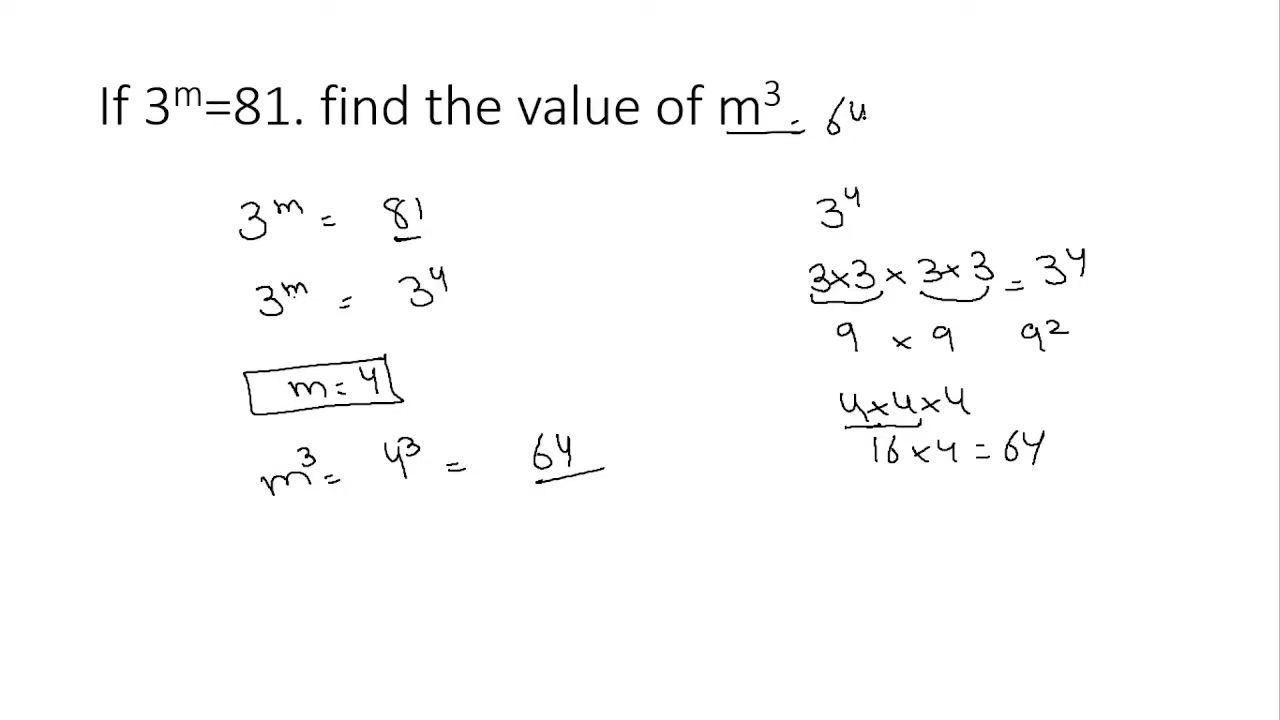 If 3ᵐ=81. find the value of m³. = 64
3ᵐ = 81
3ᵐ = 3⁴
m = 4
m³ = 4³ = 64
3⁴
3×3 × 3×3 = 3⁴
9 × 9 9²
4×4×4
16×4 = 64